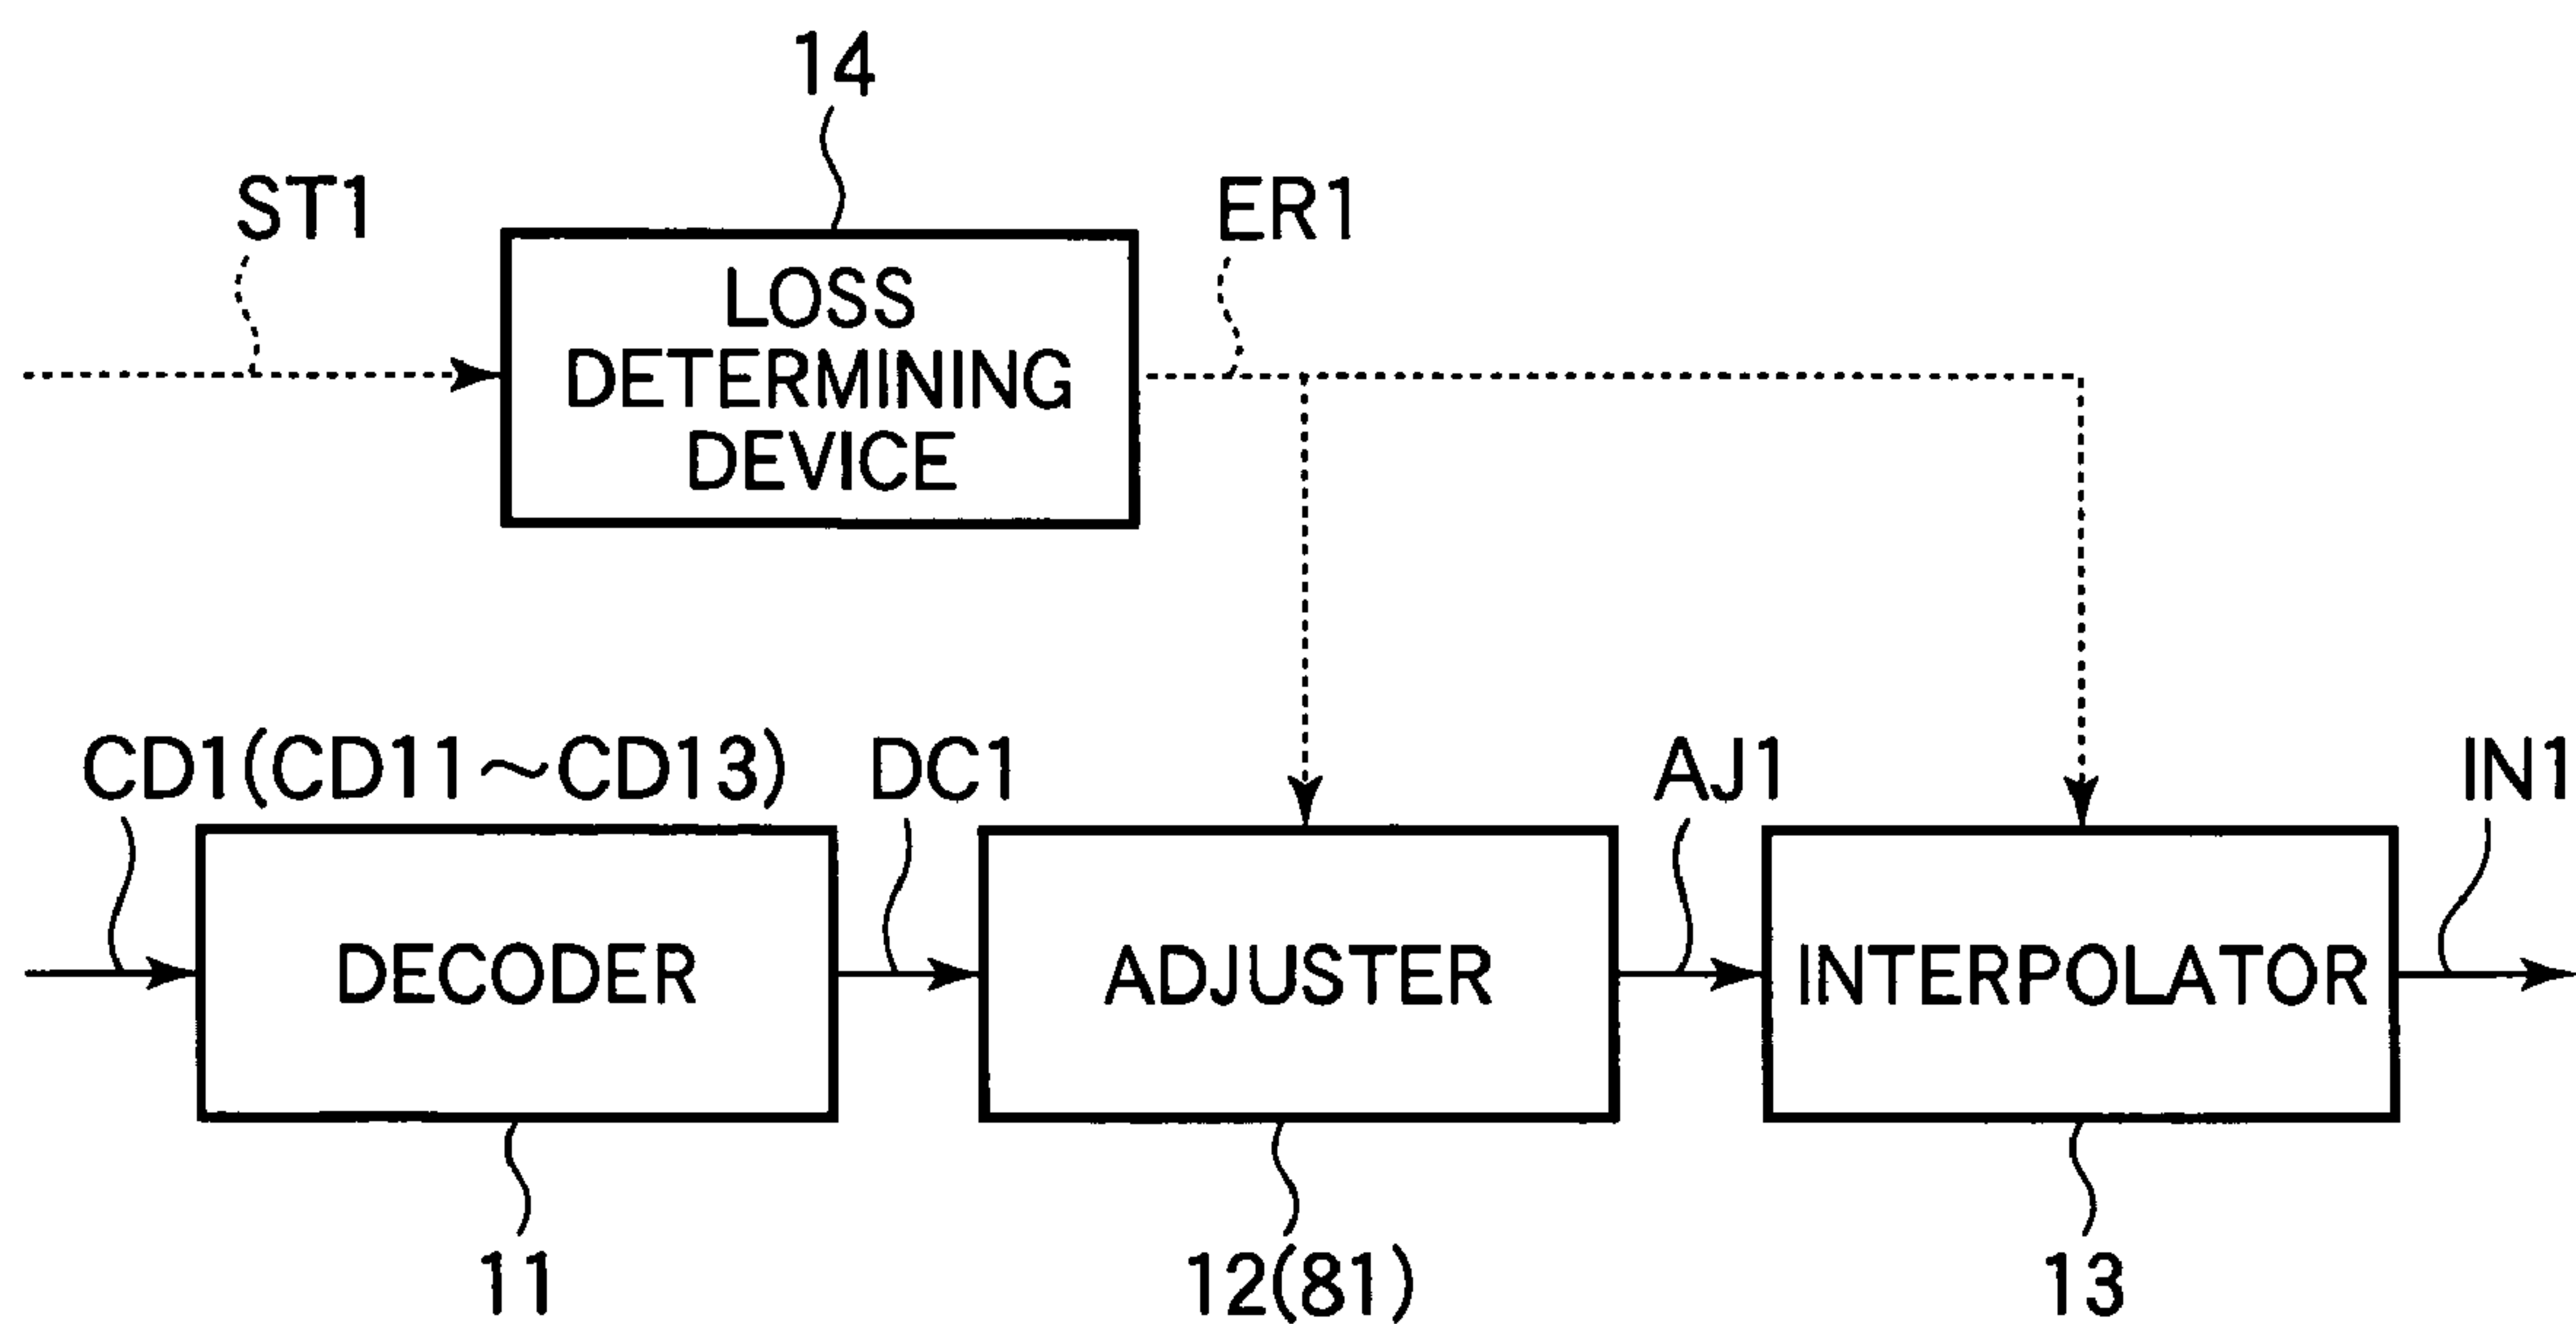 14
ST1
ER1
LOSS
DETERMINING
DEVICE
CD1(CD11～CD13)
DC1
AJ1
IN1
DECODER
ADJUSTER
INTERPOLATOR
11
12(81)
13